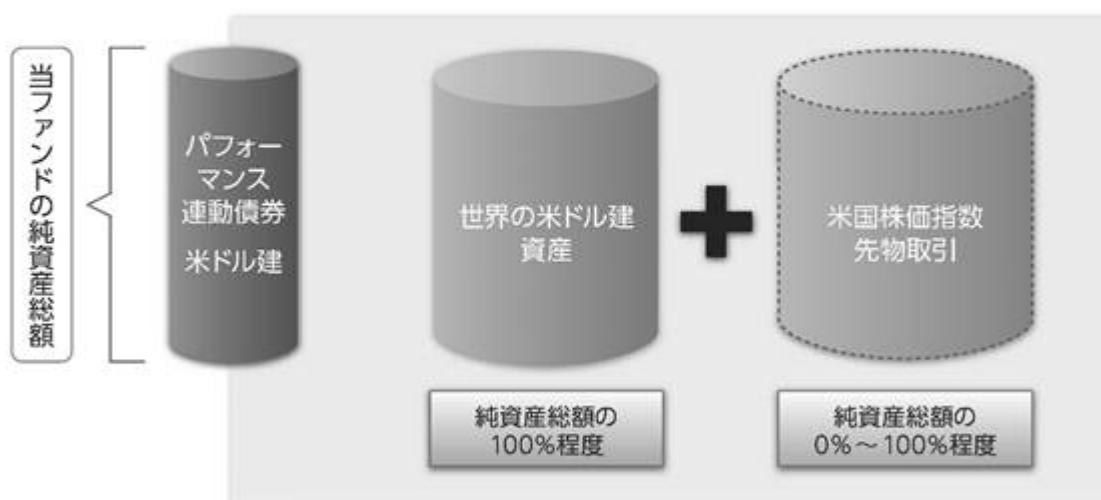 当ファンドの純資産総額
パフォー
マンス
連動債券
米ドル建
世界の米ドル建
資産
米国株価指数
先物取引
純資産総額の
100%程度
純資産総額の
0%～100%程度